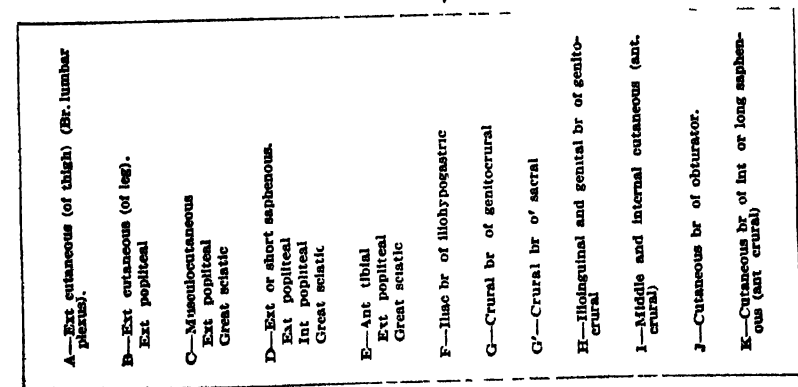 A—Ext cutaneous (of thigh) (Br. lumbar
plexus).
B—Ext cutaneous (of leg).
Ext popliteal
C—Musculocutaneous
Ext popliteal
Great sciatic
D—Ext or short saphenous.
Ext popliteal
Int popliteal
Great sciatic
E—Ant tibial
Ext popliteal
Great sciatic
F—Iliac br of iliohypogastric
G—Crural br of genitocrural
G'—Crural br o' sacral
H—Ilioinguinal and genital br of genito-
crural
I—Middle and internal cutaneous (ant.
crural)
J—Cutaneous br of obturator.
K—Cutaneous br of int or long saphen-
ous (ant crural)